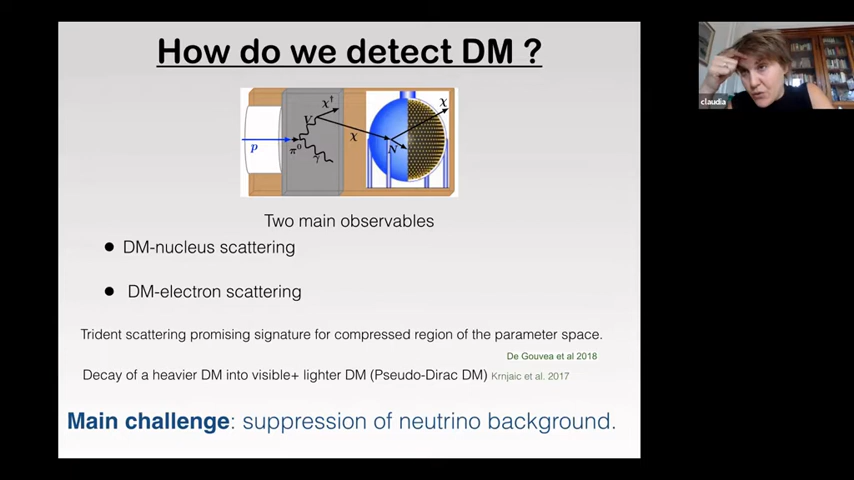 How do we detect DM ?
χ†
χ
V
p
π⁰
γ
χ
N
claudia
Two main observables
● DM-nucleus scattering
● DM-electron scattering
Trident scattering promising signature for compressed region of the parameter space.
De Gouvea et al 2018
Decay of a heavier DM into visible+ lighter DM (Pseudo-Dirac DM) Krnjaic et al. 2017
Main challenge: suppression of neutrino background.